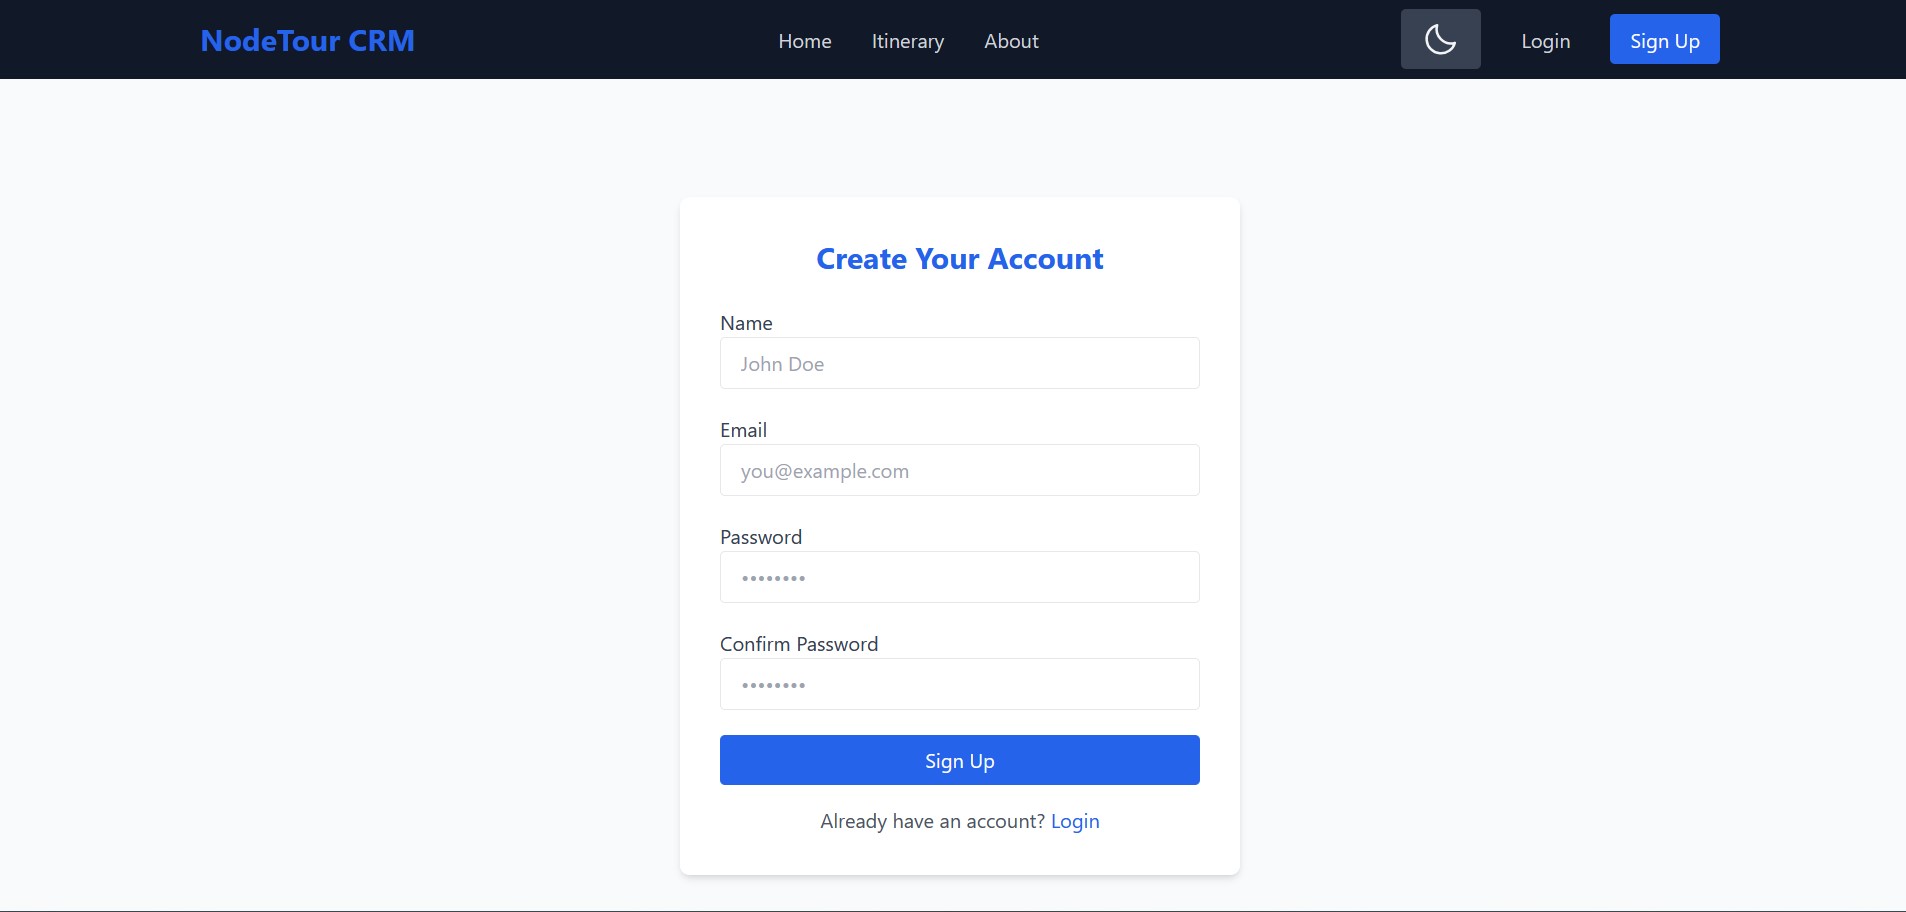 NodeTour CRM
Home Itinerary About
Login
Sign Up
Create Your Account
Name
John Doe
Email
you@example.com
Password
••••••••
Confirm Password
••••••••
Sign Up
Already have an account? Login